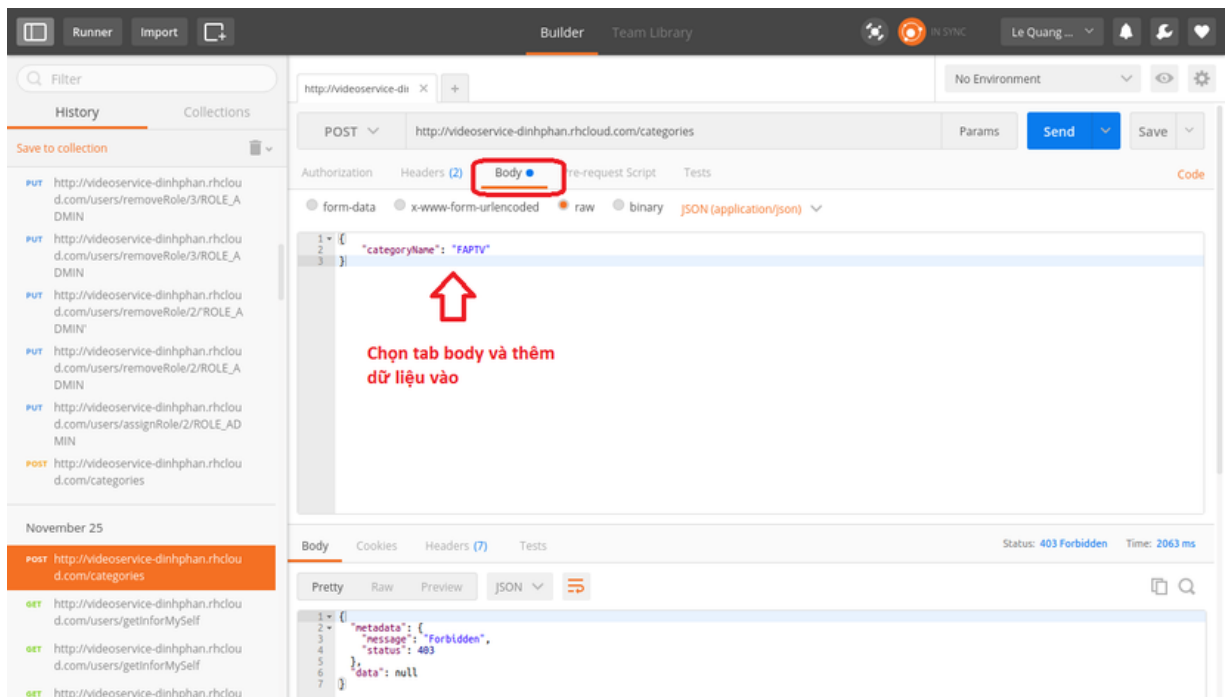 Runner Import Builder Team Library IN SYNC Le Quang ...
Filter
History Collections
Save to collection
PUT http://videoservice-dinhphan.rhclou
d.com/users/removeRole/3/ROLE_A
DMIN
PUT http://videoservice-dinhphan.rhclou
d.com/users/removeRole/3/ROLE_A
DMIN
PUT http://videoservice-dinhphan.rhclou
d.com/users/removeRole/2/'ROLE_A
DMIN'
PUT http://videoservice-dinhphan.rhclou
d.com/users/removeRole/2/ROLE_A
DMIN
PUT http://videoservice-dinhphan.rhclou
d.com/users/assignRole/2/ROLE_AD
MIN
POST http://videoservice-dinhphan.rhclou
d.com/categories
November 25
POST http://videoservice-dinhphan.rhclou
d.com/categories
GET http://videoservice-dinhphan.rhclou
d.com/users/getInforMySelf
GET http://videoservice-dinhphan.rhclou
d.com/users/getInforMySelf
GET http://videoservice-dinhphan.rhclou
http://videoservice-din
No Environment
POST http://videoservice-dinhphan.rhcloud.com/categories Params Send Save
Authorization Headers (2) Body Pre-request Script Tests Code
form-data x-www-form-urlencoded raw binary JSON (application/json)
1 {
2 "categoryName": "FAPTV"
3 }
Chọn tab body và thêm
dữ liệu vào
Body Cookies Headers (7) Tests Status: 403 Forbidden Time: 2063 ms
Pretty Raw Preview JSON
1 {
2 "metadata": {
3 "message": "Forbidden",
4 "status": 403
5 },
6 "data": null
7 }